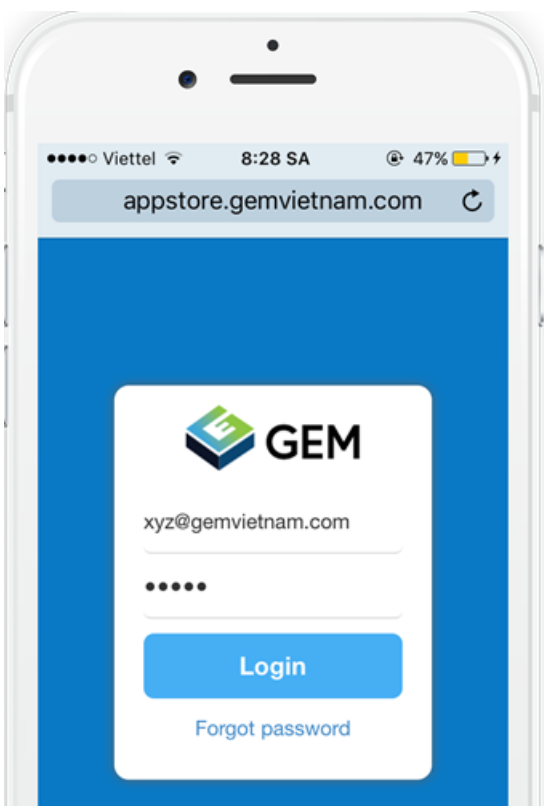 Viettel 8:28 SA 47%
appstore.gemvietnam.com
GEM
xyz@gemvietnam.com
•••••
Login
Forgot password